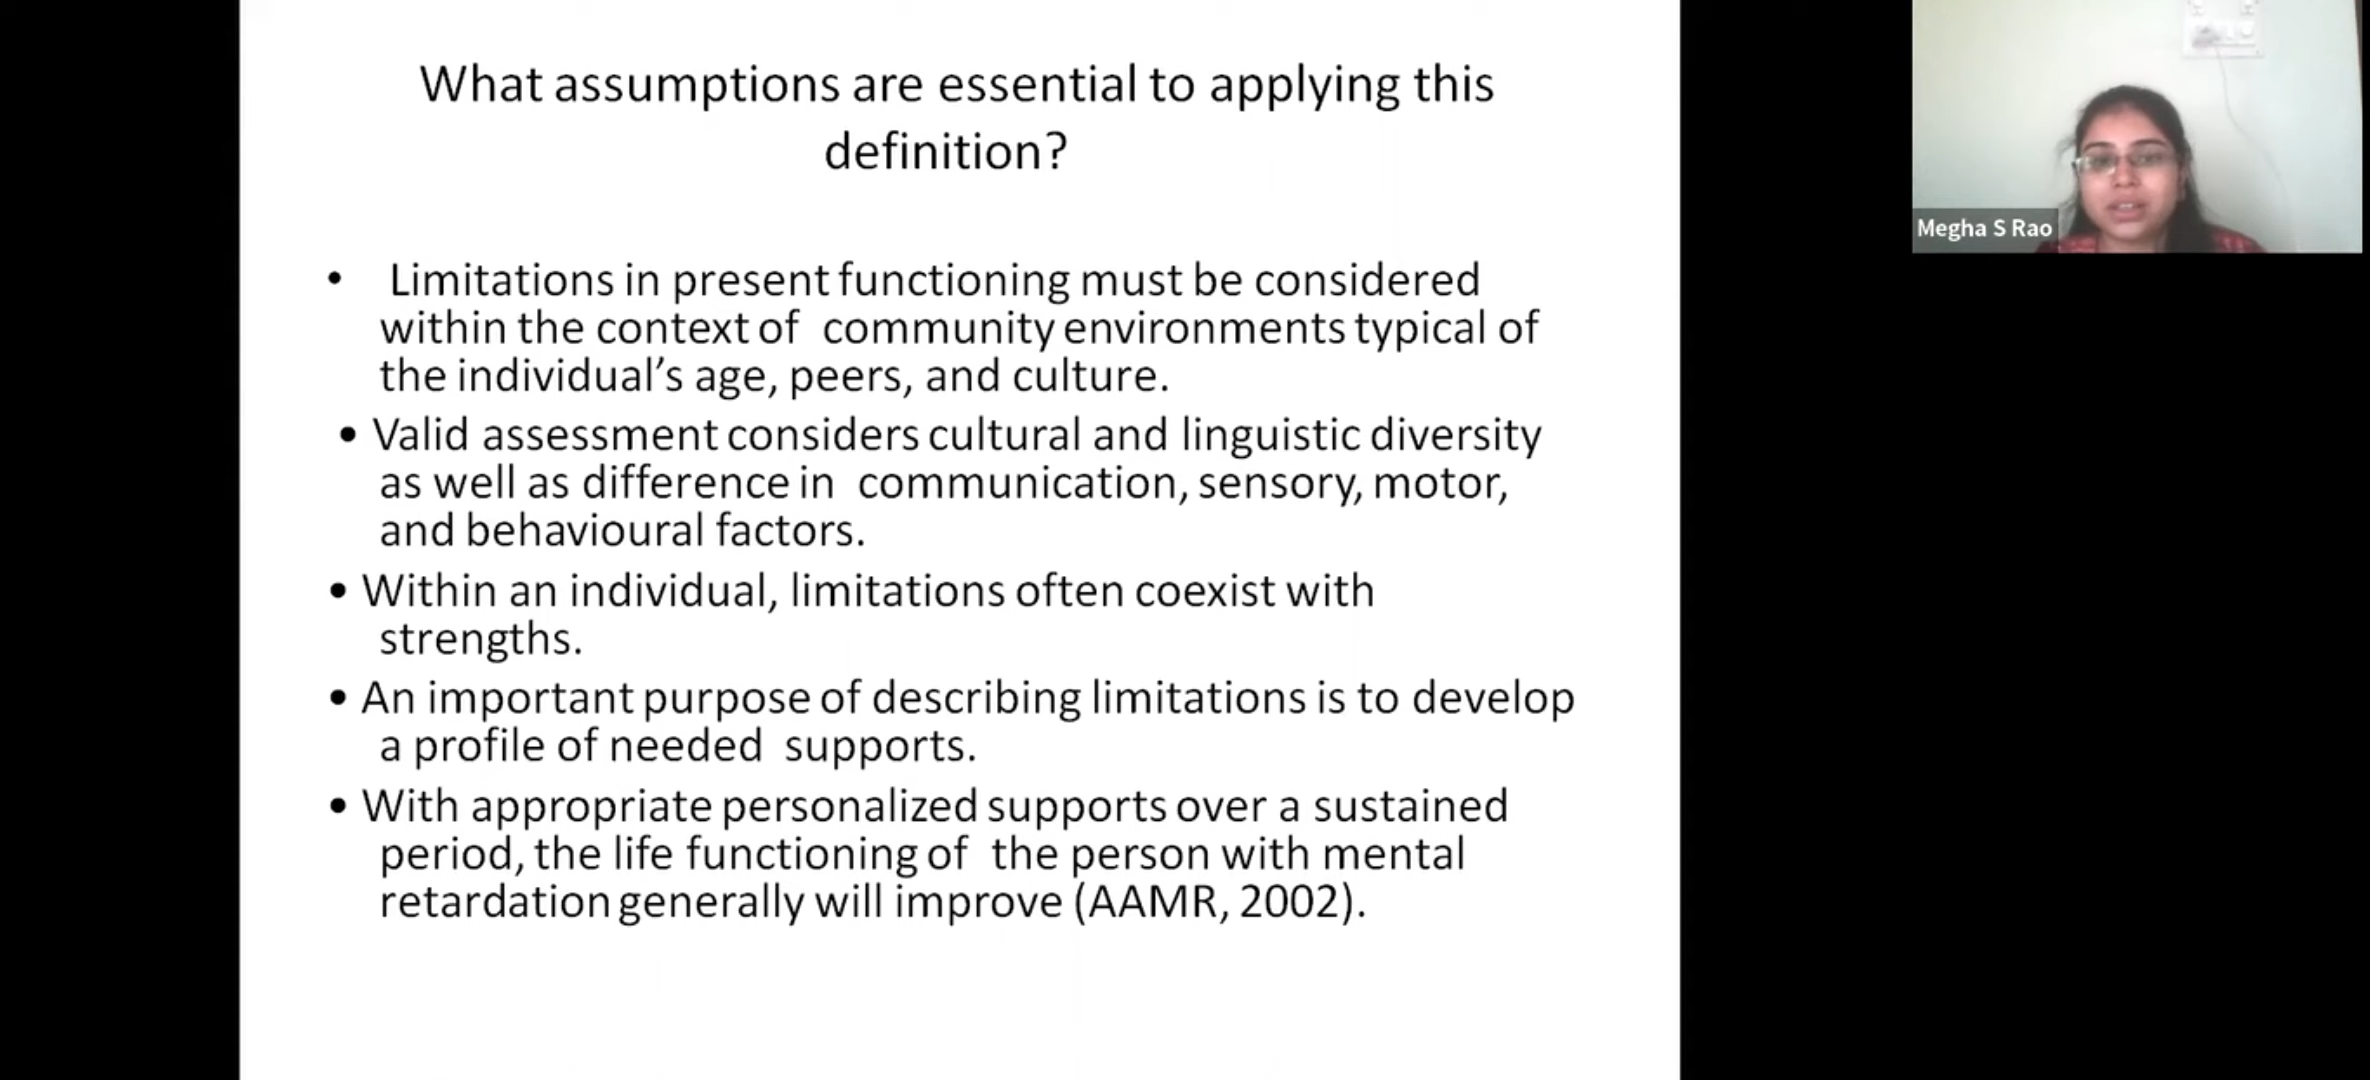 What assumptions are essential to applying this
definition?
• Limitations in present functioning must be considered
within the context of community environments typical of
the individual’s age, peers, and culture.
• Valid assessment considers cultural and linguistic diversity
as well as difference in communication, sensory, motor,
and behavioural factors.
• Within an individual, limitations often coexist with
strengths.
• An important purpose of describing limitations is to develop
a profile of needed supports.
• With appropriate personalized supports over a sustained
period, the life functioning of the person with mental
retardation generally will improve (AAMR, 2002).
Megha S Rao